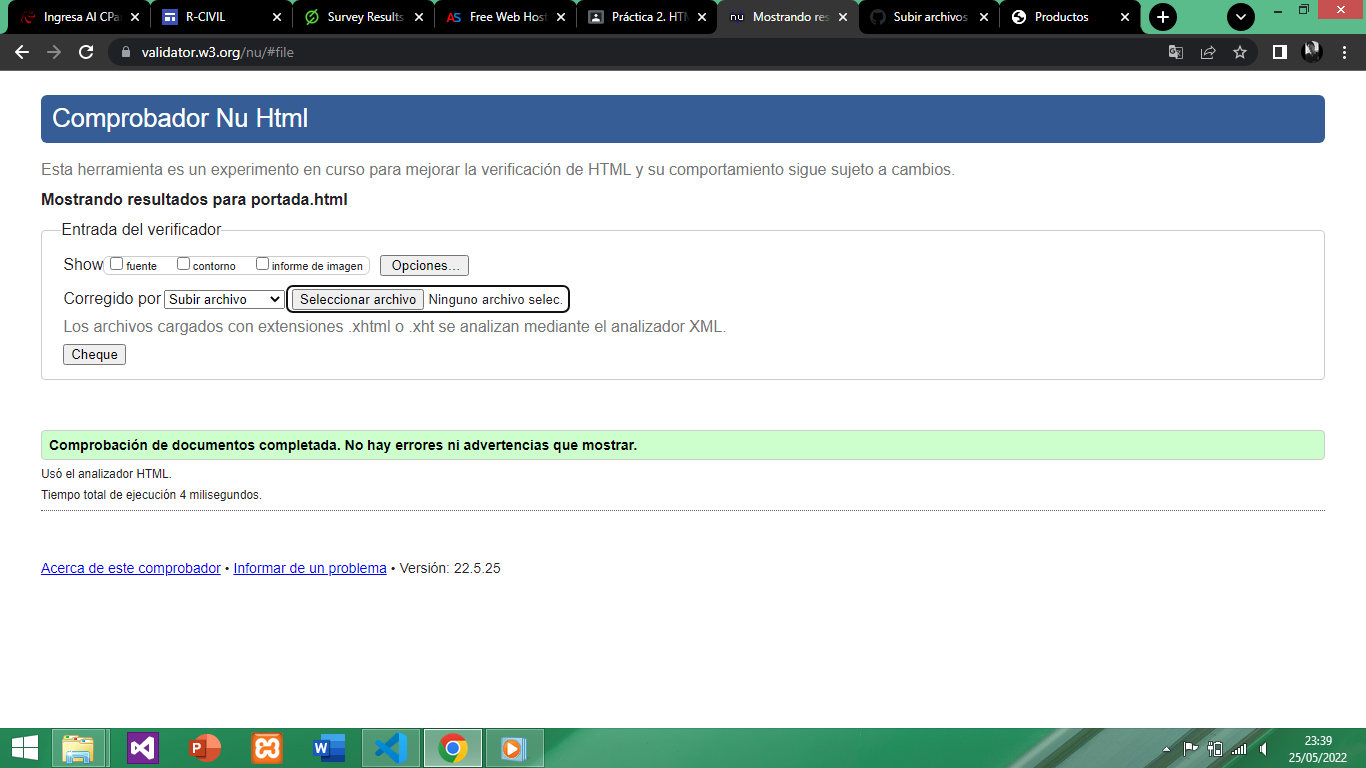 Ingresa AI CPa
R-CIVIL
Survey Results
Free Web Host
Práctica 2. HTM
Mostrando res
Subir archivos
Productos
validator.w3.org/nu/#file
Comprobador Nu Html
Esta herramienta es un experimento en curso para mejorar la verificación de HTML y su comportamiento sigue sujeto a cambios.
Mostrando resultados para portada.html
Entrada del verificador
Show fuente contorno informe de imagen Opciones...
Corregido por Subir archivo Seleccionar archivo Ninguno archivo selec.
Los archivos cargados con extensiones .xhtml o .xht se analizan mediante el analizador XML.
Cheque
Comprobación de documentos completada. No hay errores ni advertencias que mostrar.
Usó el analizador HTML.
Tiempo total de ejecución 4 milisegundos.
Acerca de este comprobador • Informar de un problema • Versión: 22.5.25
23:39
25/05/2022